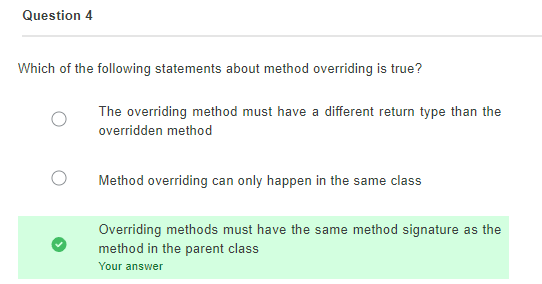 Question 4
Which of the following statements about method overriding is true?
The overriding method must have a different return type than the
overridden method
Method overriding can only happen in the same class
Overriding methods must have the same method signature as the
method in the parent class
Your answer